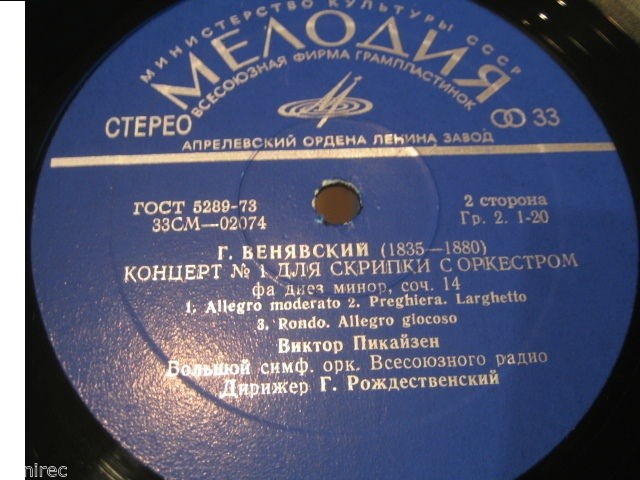 МИНИСТЕРСТВО КУЛЬТУРЫ СССР
МЕЛОДИЯ
ВСЕСОЮЗНАЯ ФИРМА ГРАМПЛАСТИНОК
СТЕРЕО
33
АПРЕЛЕВСКИЙ ОРДЕНА ЛЕНИНА ЗАВОД
ГОСТ 5289-73
2 сторона
33СМ—02074
Гр. 2. 1-20
Г. ВЕНЯВСКИЙ (1835—1880)
КОНЦЕРТ № 1 ДЛЯ СКРИПКИ С ОРКЕСТРОМ
фа диез минор, соч. 14
1. Allegro moderato 2. Preghiera. Larghetto
3. Rondo. Allegro giocoso
Виктор Пикайзен
Большой симф. орк. Всесоюзного радио
Дирижер Г. Рождественский
nirec